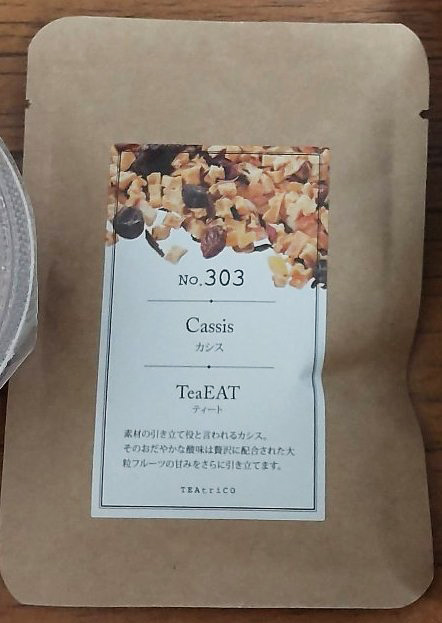 No.303
Cassis
カシス
TeaEAT
ティート
素材の引き立て役と言われるカシス。
そのおだやかな酸味は贅沢に配合された大
粒フルーツの甘みをさらに引き立てます。
TEAtriCO